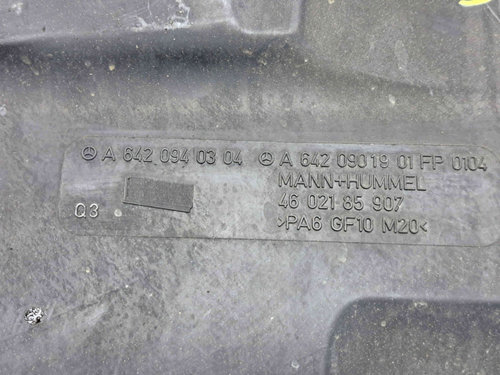 A 642 094 03 04 A 642 090 19 01 FP 0104
MANN+HUMMEL
46 021 85 907
Q3 >PA6 GF10 M20<